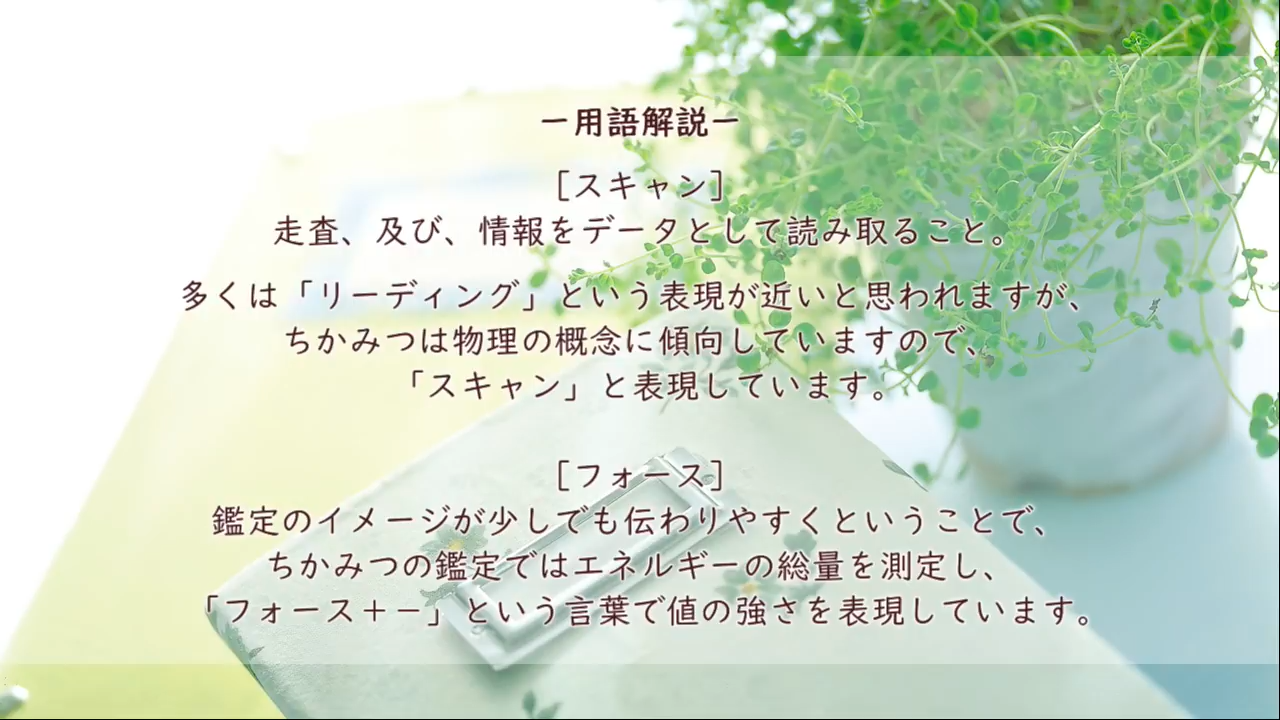 ー用語解説ー
[スキャン]
走査、及び、情報をデータとして読み取ること。
多くは「リーディング」という表現が近いと思われますが、
ちかみつは物理の概念に傾向していますので、
「スキャン」と表現しています。
[フォース]
鑑定のイメージが少しでも伝わりやすくということで、
ちかみつの鑑定ではエネルギーの総量を測定し、
「フォース＋－」という言葉で値の強さを表現しています。